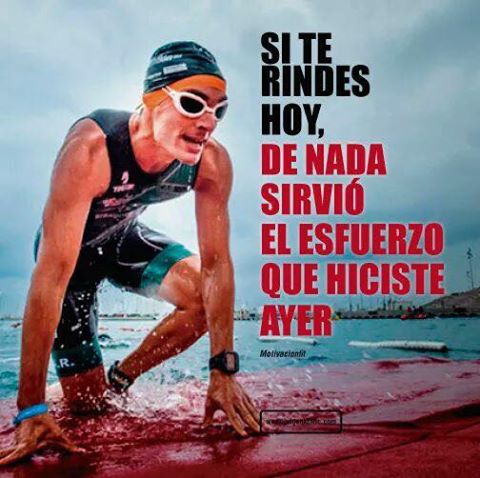 SI TE
RINDES
HOY,
DE NADA
SIRVIÓ
EL ESFUERZO
QUE HICISTE
AYER
Motivacionfit
R.